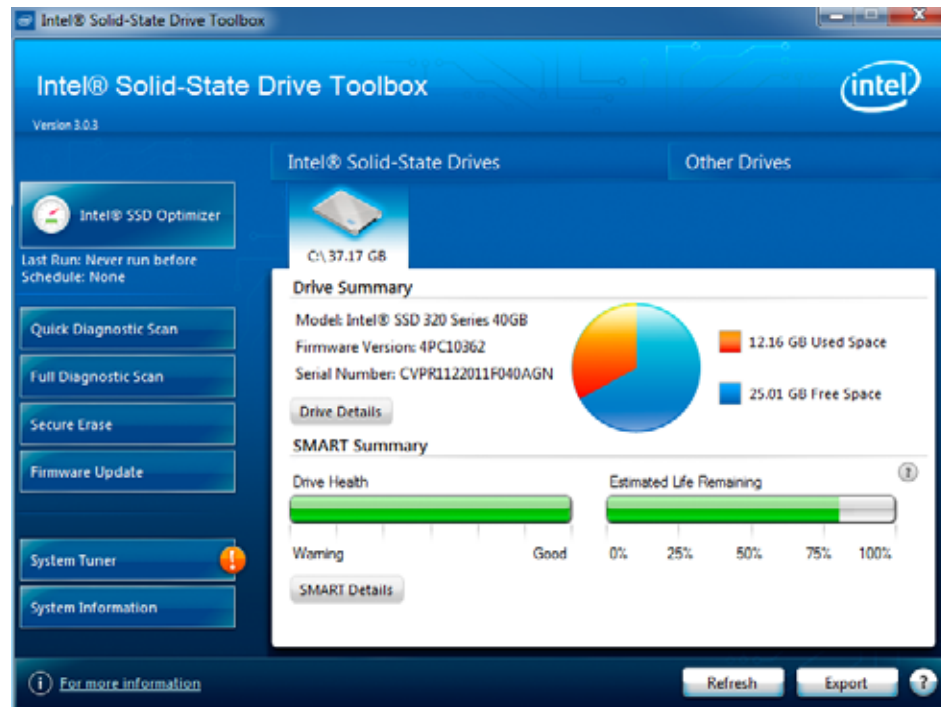 Intel® Solid-State Drive Toolbox
Intel® Solid-State Drive Toolbox
intel
Version 3.0.3
Intel® Solid-State Drives
Other Drives
Intel® SSD Optimizer
Last Run: Never run before
Schedule: None
C:\ 37.17 GB
Drive Summary
Model: Intel® SSD 320 Series 40GB
Firmware Version: 4PC10362
Serial Number: CVPR1122011F040AGN
12.16 GB Used Space
25.01 GB Free Space
Drive Details
Quick Diagnostic Scan
Full Diagnostic Scan
Secure Erase
Firmware Update
SMART Summary
Drive Health
Estimated Life Remaining
?
Warning
Good
0% 25% 50% 75% 100%
SMART Details
System Tuner
!
System Information
i
For more information
Refresh
Export
?